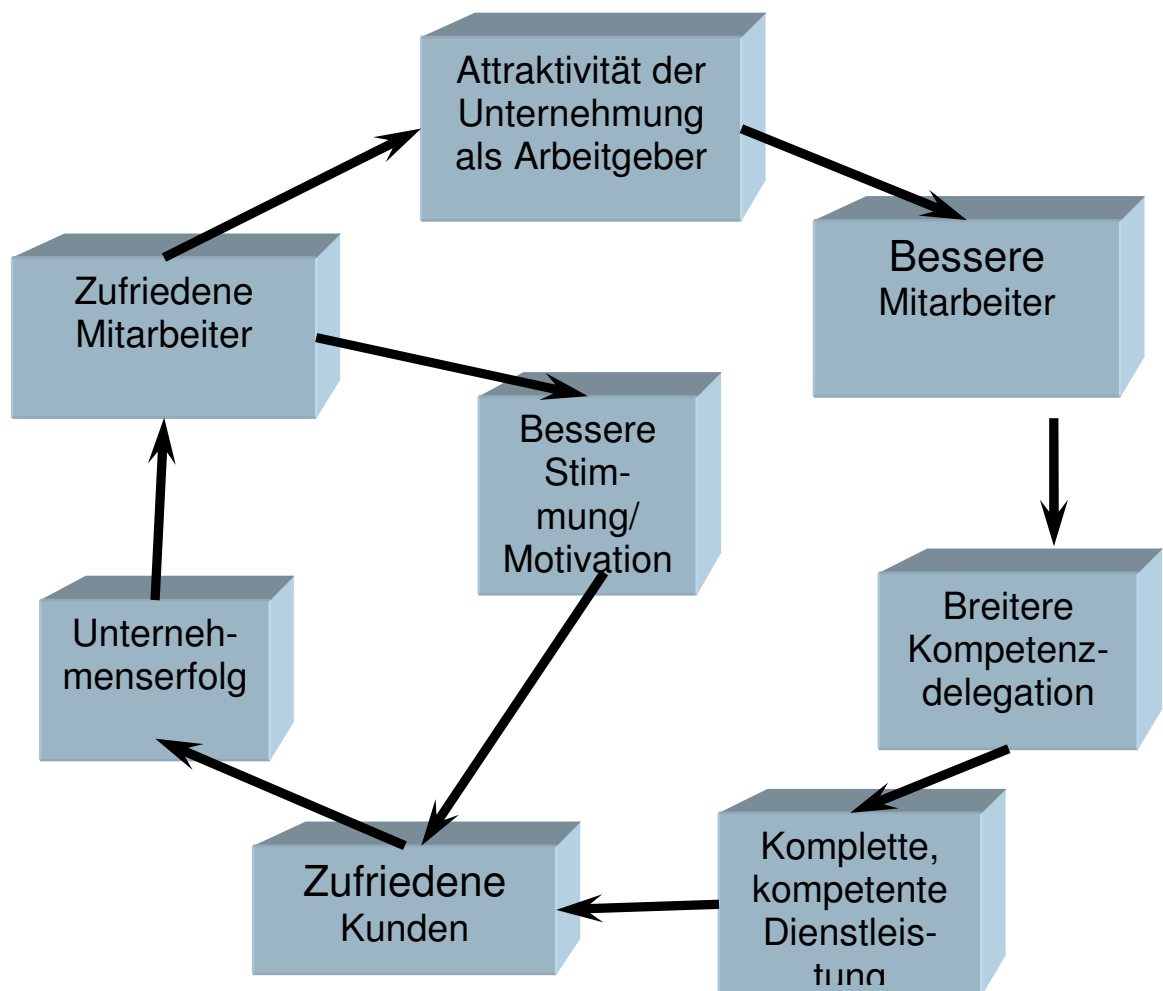 Attraktivität der
Unternehmung
als Arbeitgeber
Bessere
Mitarbeiter
Zufriedene
Mitarbeiter
Bessere
Stim-
mung/
Motivation
Breitere
Kompetenz-
delegation
Unterneh-
menserfolg
Komplette,
kompetente
Dienstleis-
tung
Zufriedene
Kunden